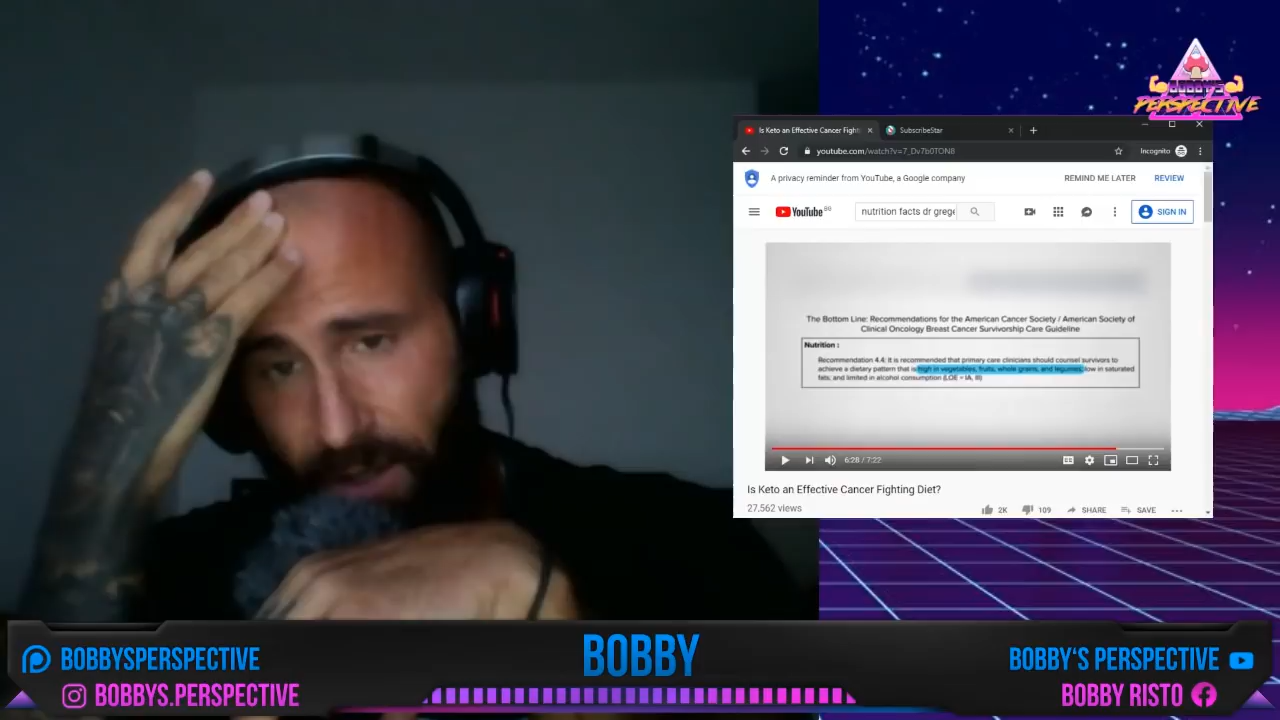 BOBBY'S
PERSPECTIVE
Is Keto an Effective Cancer Fight
SubscribeStar
youtube.com/watch?v=7_Dv7b0TON8
Incognito
A privacy reminder from YouTube, a Google company
REMIND ME LATER
REVIEW
YouTube BG
nutrition facts dr grege
SIGN IN
The Bottom Line: Recommendations for the American Cancer Society / American Society of
Clinical Oncology Breast Cancer Survivorship Care Guideline
Nutrition :
Recommendation 4.4: It is recommended that primary care clinicians should counsel survivors to
achieve a dietary pattern that is high in vegetables, fruits, whole grains, and legumes; low in saturated
fats; and limited in alcohol consumption (LOE = IA, III)
6:28 / 7:22
Is Keto an Effective Cancer Fighting Diet?
27,562 views
2K
109
SHARE
SAVE
BOBBYSPERSPECTIVE
BOBBYS.PERSPECTIVE
BOBBY
BOBBY'S PERSPECTIVE
BOBBY RISTO